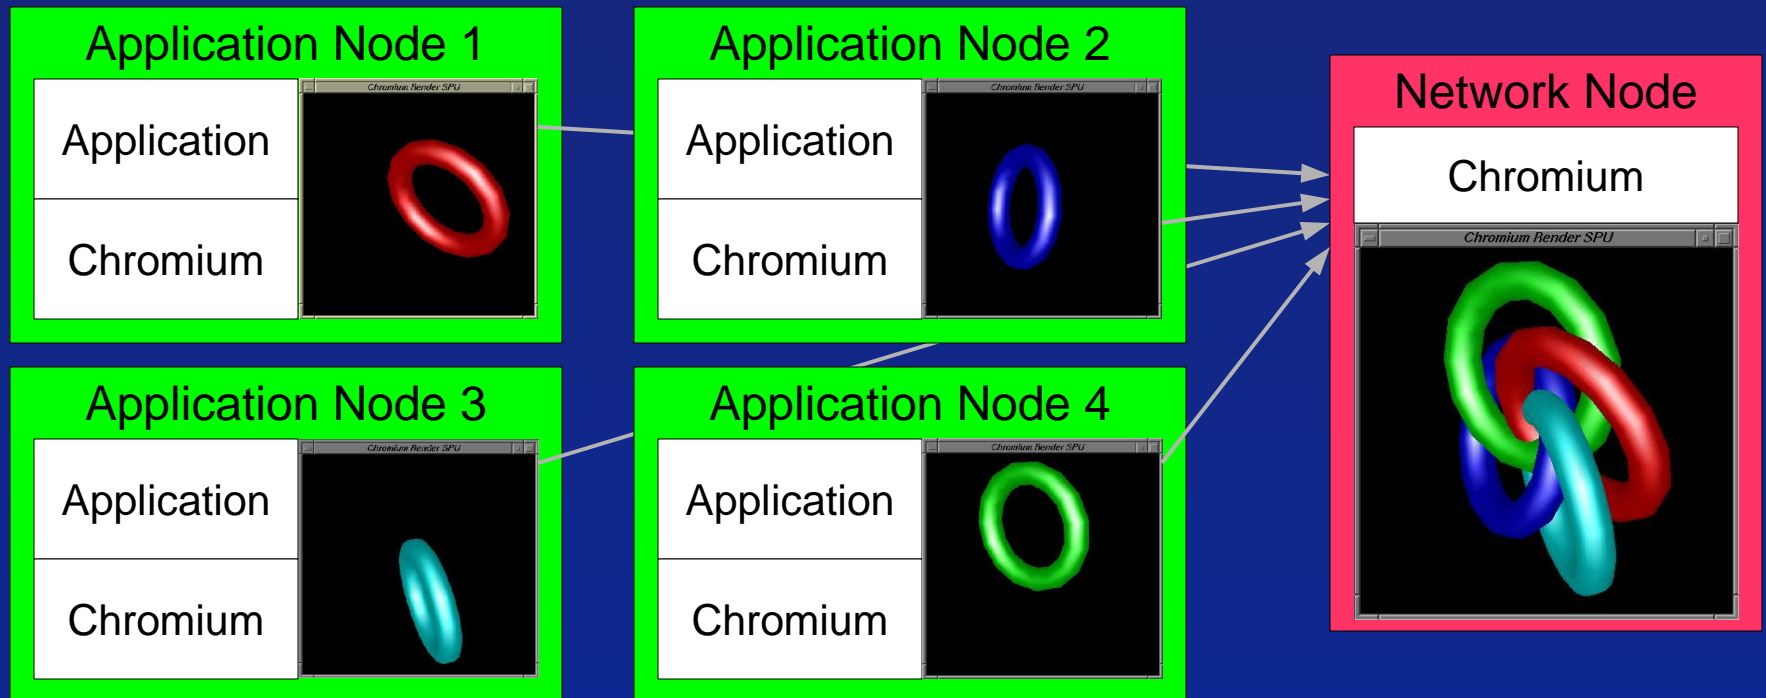 Application Node 1
Application
Chromium
Chromium Render SPU
Application Node 2
Application
Chromium
Chromium Render SPU
Network Node
Chromium
Chromium Render SPU
Application Node 3
Application
Chromium
Chromium Render SPU
Application Node 4
Application
Chromium
Chromium Render SPU